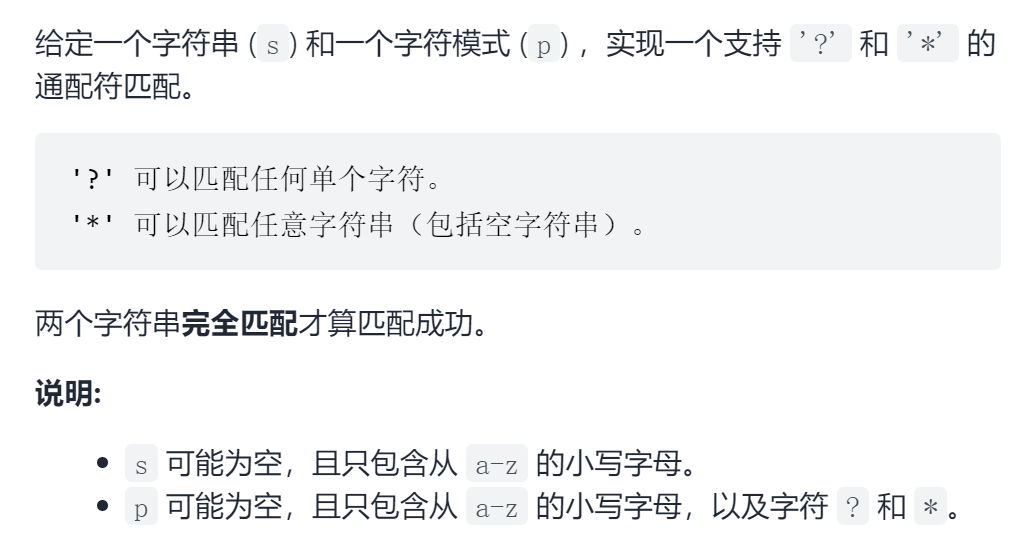 给定一个字符串 (s) 和一个字符模式 (p) ，实现一个支持 '?' 和 '*' 的
通配符匹配。
'?' 可以匹配任何单个字符。
'*' 可以匹配任意字符串（包括空字符串）。
两个字符串完全匹配才算匹配成功。
说明:
• s 可能为空，且只包含从 a-z 的小写字母。
• p 可能为空，且只包含从 a-z 的小写字母，以及字符 ? 和 *。